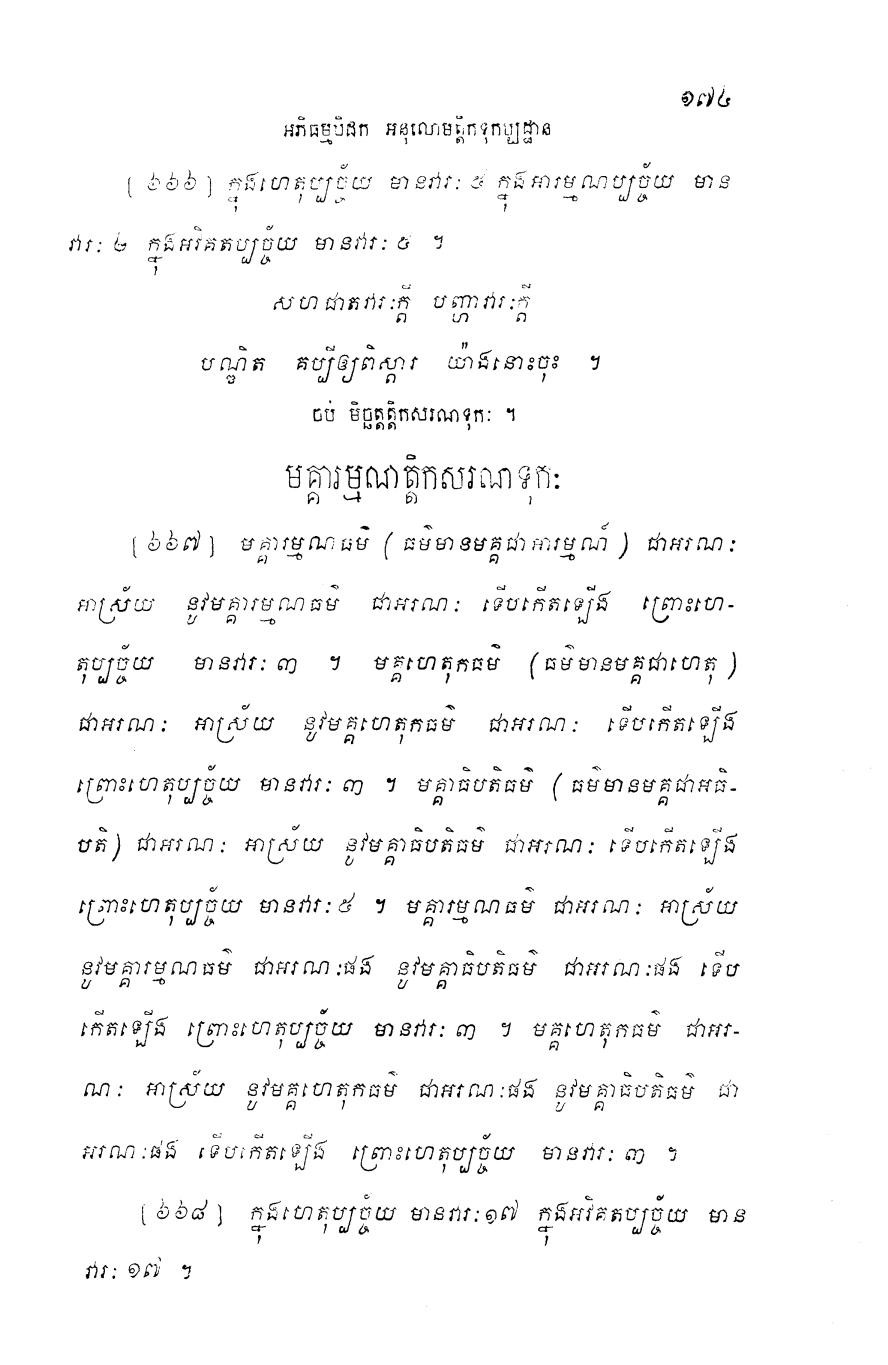 ១៧៤
អភិធម្មបិដក អនុលោមត្តិកទុកប្បដ្ឋាន
[៦៦៦] ក្នុងហេតុប្បច្ច័យ មានវារៈ ៥ ក្នុងអារម្មណប្បច្ច័យ មាន
វារៈ ៤ ក្នុងអវិគតប្បច្ច័យ មានវារៈ ៥ ។
សហជាតវារៈក្តី បញ្ហាវារៈក្តី
បណ្ឌិត គប្បីឲ្យពិស្តារ យ៉ាងនោះចុះ ។
ចប់ មិច្ឆត្តត្តិកសរណទុកៈ ។
មគ្គារម្មណត្តិកសរណទុកៈ
[៦៦៧] មគ្គារម្មណធម៌ (ធម៌មានមគ្គជាអារម្មណ៍) ជាអរណៈ
អាស្រ័យ នូវមគ្គារម្មណធម៌ ជាអរណៈ ទើបកើតឡើង ព្រោះហេ-
តុប្បច្ច័យ មានវារៈ ៣ ។ មគ្គហេតុកធម៌ (ធម៌មានមគ្គជាហេតុ)
ជាអរណៈ អាស្រ័យ នូវមគ្គហេតុកធម៌ ជាអរណៈ ទើបកើតឡើង
ព្រោះហេតុប្បច្ច័យ មានវារៈ ៣ ។ មគ្គាធិបតិធម៌ (ធម៌មានមគ្គជាអធិ-
បតិ) ជាអរណៈ អាស្រ័យ នូវមគ្គាធិបតិធម៌ ជាអរណៈ ទើបកើតឡើង
ព្រោះហេតុប្បច្ច័យ មានវារៈ ៥ ។ មគ្គារម្មណធម៌ ជាអរណៈ អាស្រ័យ
នូវមគ្គារម្មណធម៌ ជាអរណៈផង នូវមគ្គាធិបតិធម៌ ជាអរណៈផង ទើប
កើតឡើង ព្រោះហេតុប្បច្ច័យ មានវារៈ ៣ ។ មគ្គហេតុកធម៌ ជាអរ-
ណៈ អាស្រ័យ នូវមគ្គហេតុកធម៌ ជាអរណៈផង នូវមគ្គាធិបតិធម៌ ជា
អរណៈផង ទើបកើតឡើង ព្រោះហេតុប្បច្ច័យ មានវារៈ ៣ ។
[៦៦៨] ក្នុងហេតុប្បច្ច័យ មានវារៈ ១៧ ក្នុងអវិគតប្បច្ច័យ មាន
វារៈ ១៧ ។